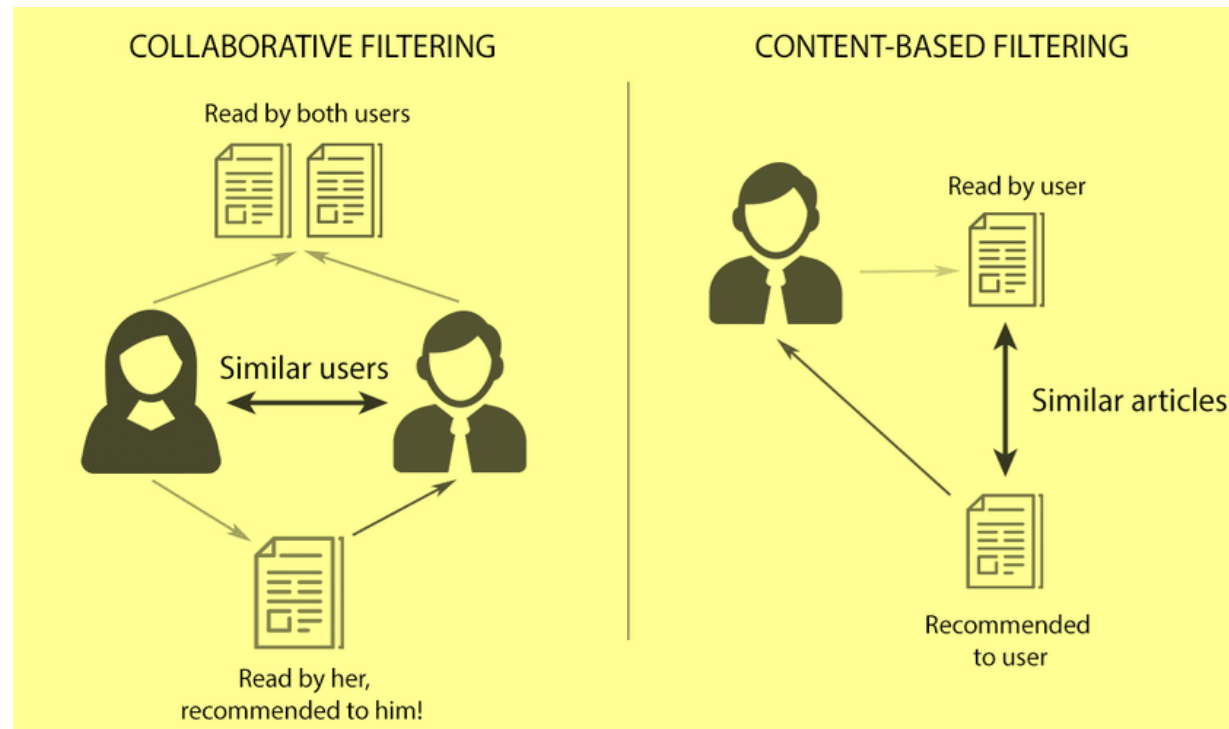 COLLABORATIVE FILTERING
Read by both users
Similar users
Read by her,
recommended to him!
CONTENT-BASED FILTERING
Read by user
Similar articles
Recommended
to user